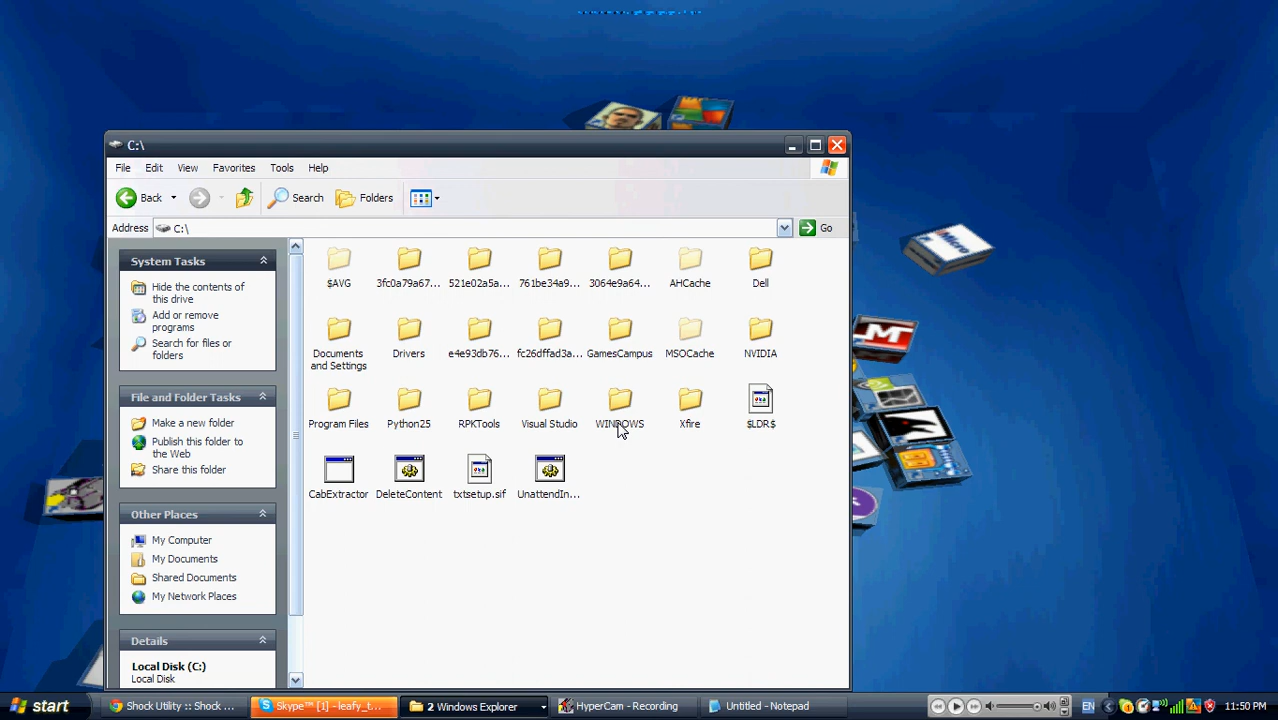 C:\
File Edit View Favorites Tools Help
Back Search Folders
Address C:\ Go
System Tasks
Hide the contents of
this drive
Add or remove
programs
Search for files or
folders
File and Folder Tasks
Make a new folder
Publish this folder to
the Web
Share this folder
Other Places
My Computer
My Documents
Shared Documents
My Network Places
Details
Local Disk (C:)
Local Disk
$AVG 3fc0a79a67... 521e02a5a... 761be34a9... 3064e9a64... AHCache Dell
Documents
and Settings
Drivers e4e93db76... fc26dffad3a... GamesCampus MSOCache NVIDIA
Program Files Python25 RPKTools Visual Studio WINDOWS Xfire $LDR$
CabExtractor DeleteContent txtsetup.sif UnattendIn...
Micro
M
start Shock Utility :: Shock ... Skype™ [1] - leafy_t... 2 Windows Explorer HyperCam - Recording Untitled - Notepad EN 11:50 PM